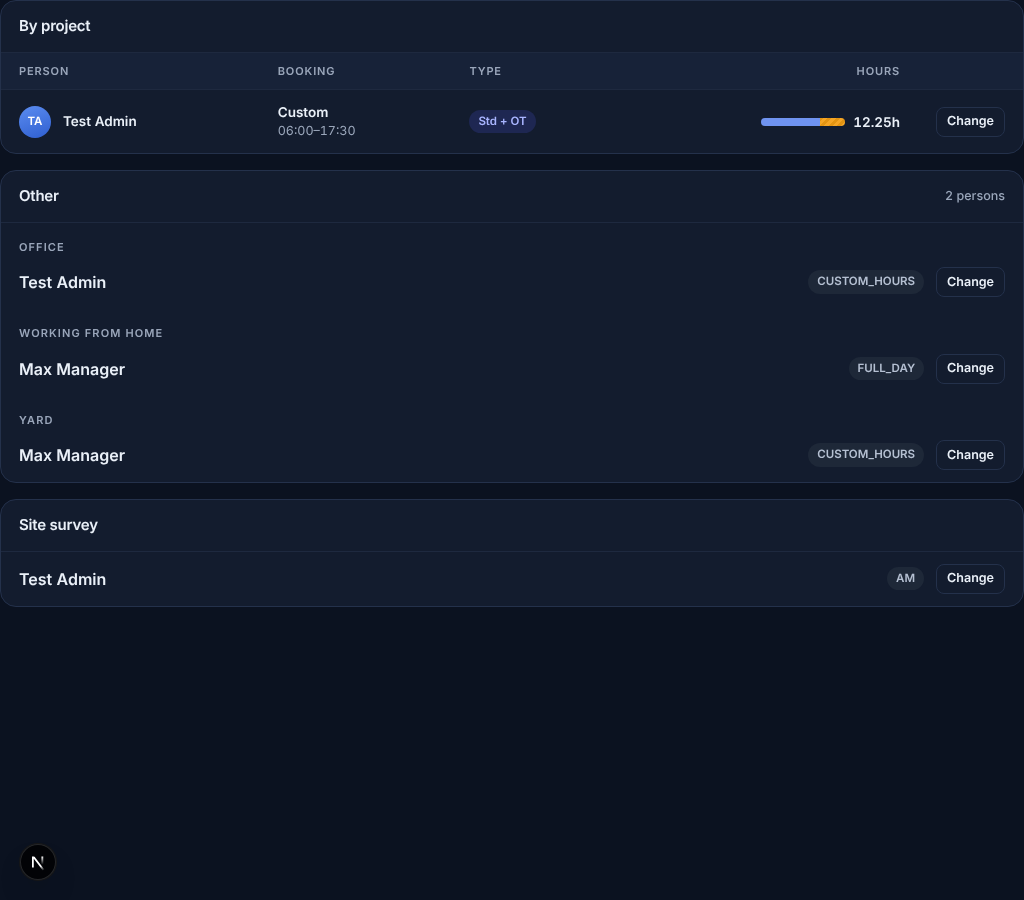 By project
PERSON BOOKING TYPE HOURS
TA Test Admin Custom Std + OT 12.25h Change
06:00–17:30
Other 2 persons
OFFICE
Test Admin CUSTOM_HOURS Change
WORKING FROM HOME
Max Manager FULL_DAY Change
YARD
Max Manager CUSTOM_HOURS Change
Site survey
Test Admin AM Change
N